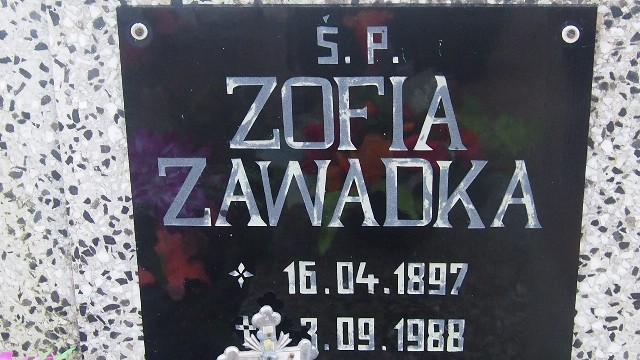 Ś. P.
ZOFIA
ZAWADKA
16.04.1897
3.09.1988